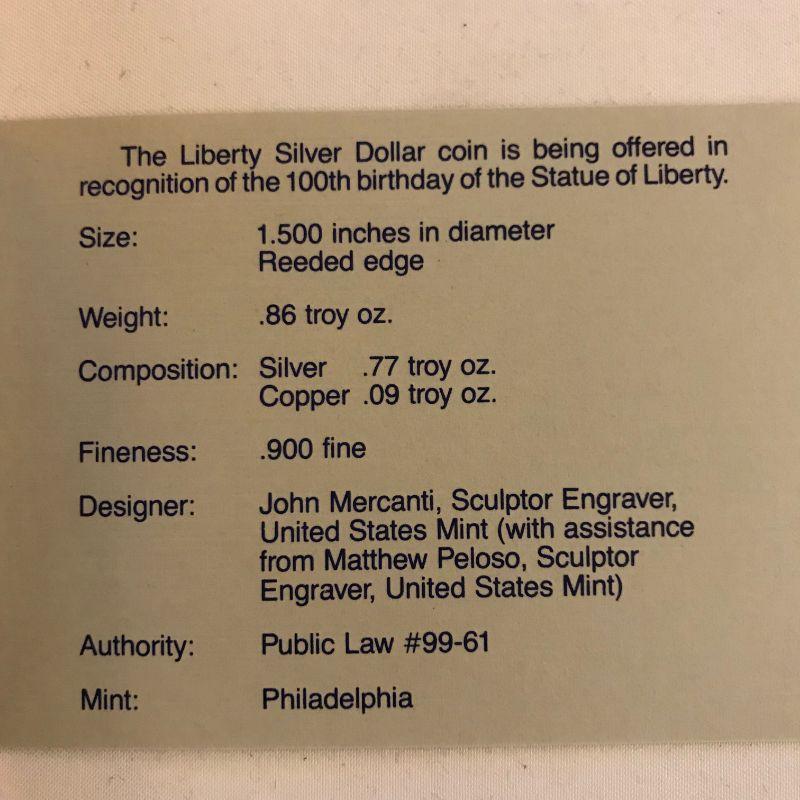 The Liberty Silver Dollar coin is being offered in
recognition of the 100th birthday of the Statue of Liberty.
Size: 1.500 inches in diameter
Reeded edge
Weight: .86 troy oz.
Composition: Silver .77 troy oz.
Copper .09 troy oz.
Fineness: .900 fine
Designer: John Mercanti, Sculptor Engraver,
United States Mint (with assistance
from Matthew Peloso, Sculptor
Engraver, United States Mint)
Authority: Public Law #99-61
Mint: Philadelphia